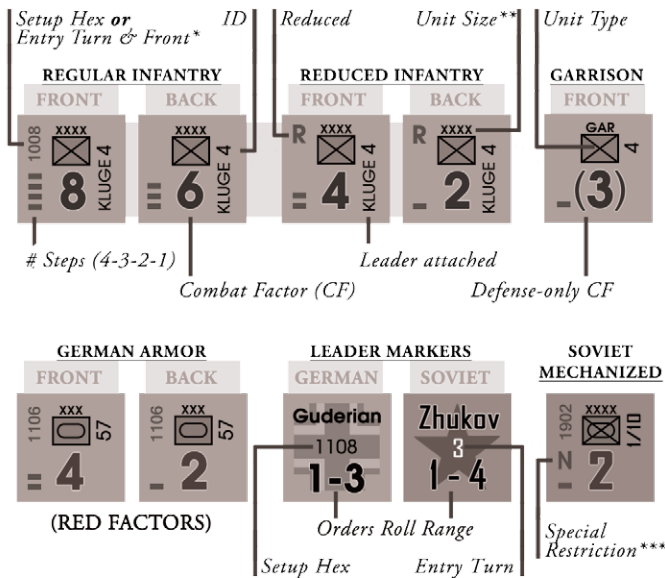 Setup Hex or
Entry Turn & Front*
ID
Reduced
Unit Size**
Unit Type
REGULAR INFANTRY
REDUCED INFANTRY
GARRISON
FRONT
BACK
FRONT
BACK
FRONT
1008
xxxx
8
KLUGE 4
xxxx
6
KLUGE 4
R
xxxx
4
KLUGE 4
R
xxxx
2
KLUGE 4
GAR
4
(3)
# Steps (4-3-2-1)
Leader attached
Combat Factor (CF)
Defense-only CF
GERMAN ARMOR
LEADER MARKERS
SOVIET
MECHANIZED
FRONT
BACK
GERMAN
SOVIET
1106
xxx
57
4
1106
xxx
57
2
Guderian
1108
1-3
Zhukov
3
1-4
1902
xxxx
1/10
N
2
(RED FACTORS)
Orders Roll Range
Special
Restriction***
Setup Hex
Entry Turn